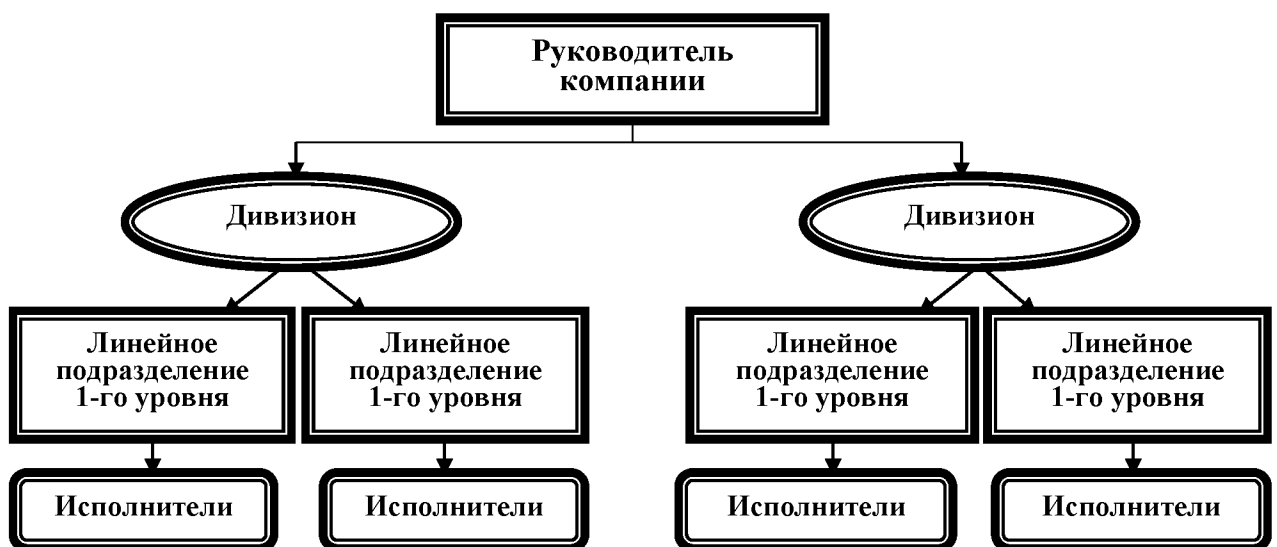 Руководитель
компании
Дивизион
Дивизион
Линейное
подразделение
1-го уровня
Линейное
подразделение
1-го уровня
Линейное
подразделение
1-го уровня
Линейное
подразделение
1-го уровня
Исполнители
Исполнители
Исполнители
Исполнители